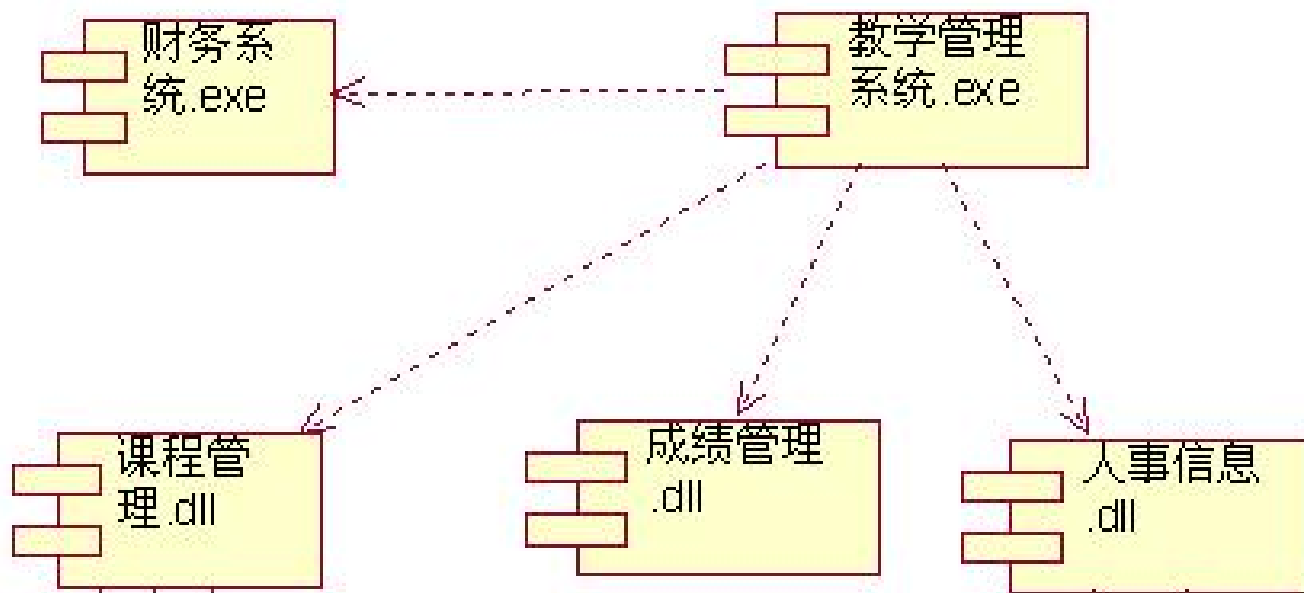 财务系
统.exe
教学管理
系统.exe
课程管
理.dll
成绩管理
.dll
人事信息
.dll